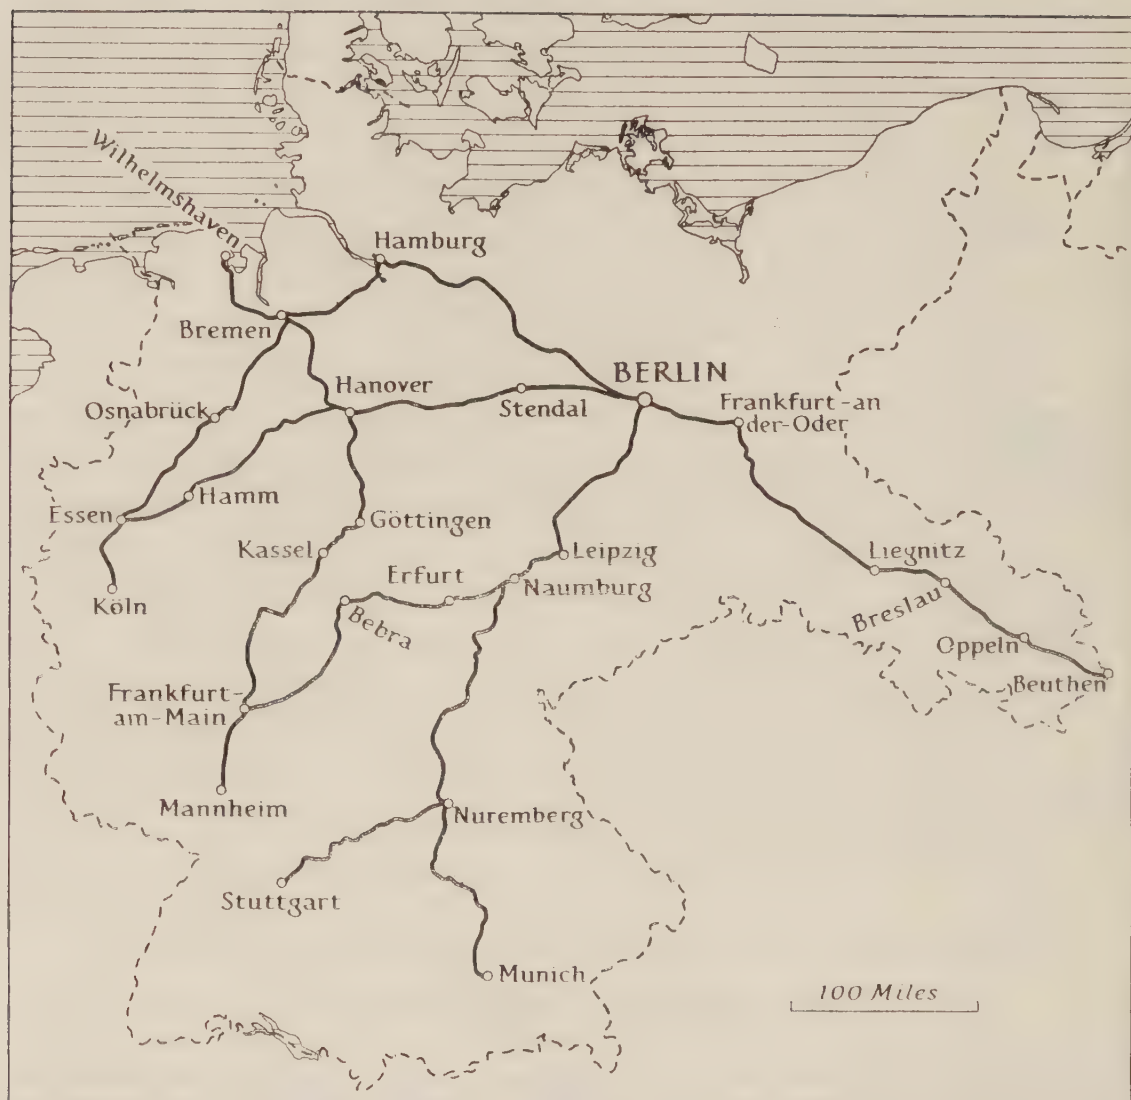 Wilhelmshaven
Hamburg
Bremen
Hanover
BERLIN
Osnabrück
Stendal
Frankfurt-an
der-Oder
Hamm
Essen
Göttingen
Kassel
Leipzig
Liegnitz
Erfurt
Naumburg
Köln
Bebra
Breslau
Oppeln
Beuthen
Frankfurt-
am-Main
Mannheim
Nuremberg
Stuttgart
Munich
100 Miles